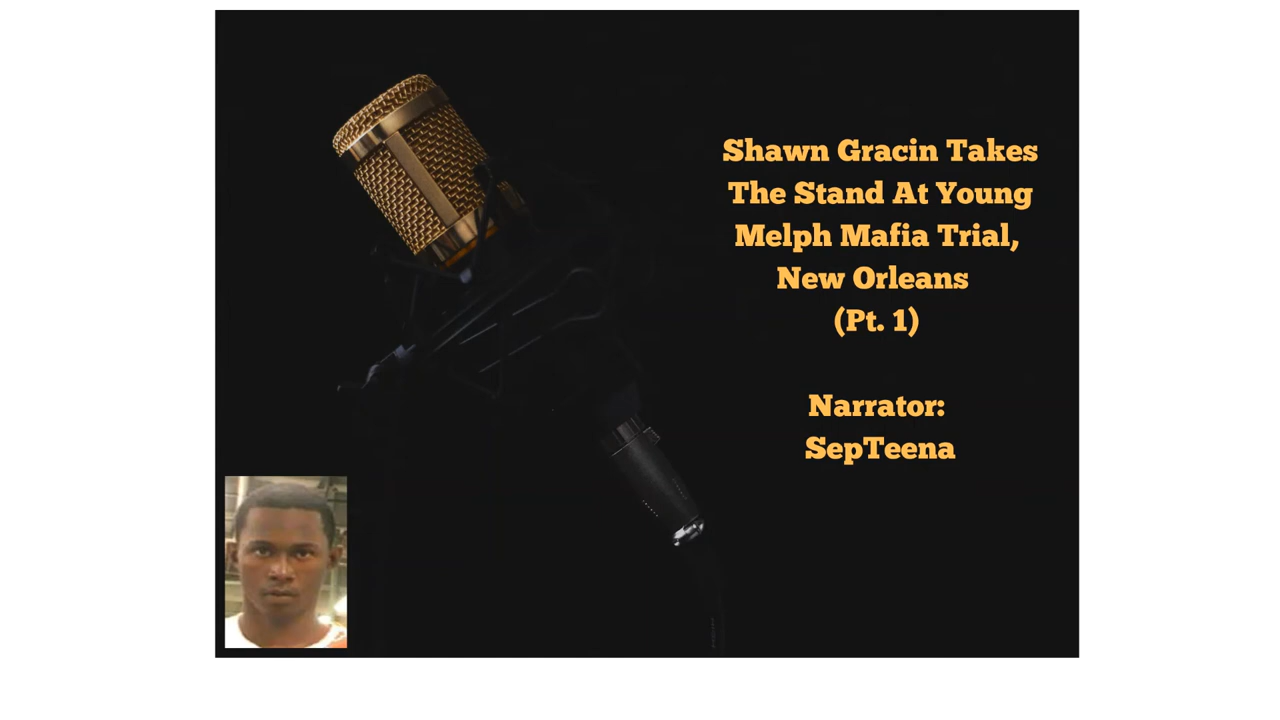 Shawn Gracin Takes
The Stand At Young
Melph Mafia Trial,
New Orleans
(Pt. 1)
Narrator:
SepTeena